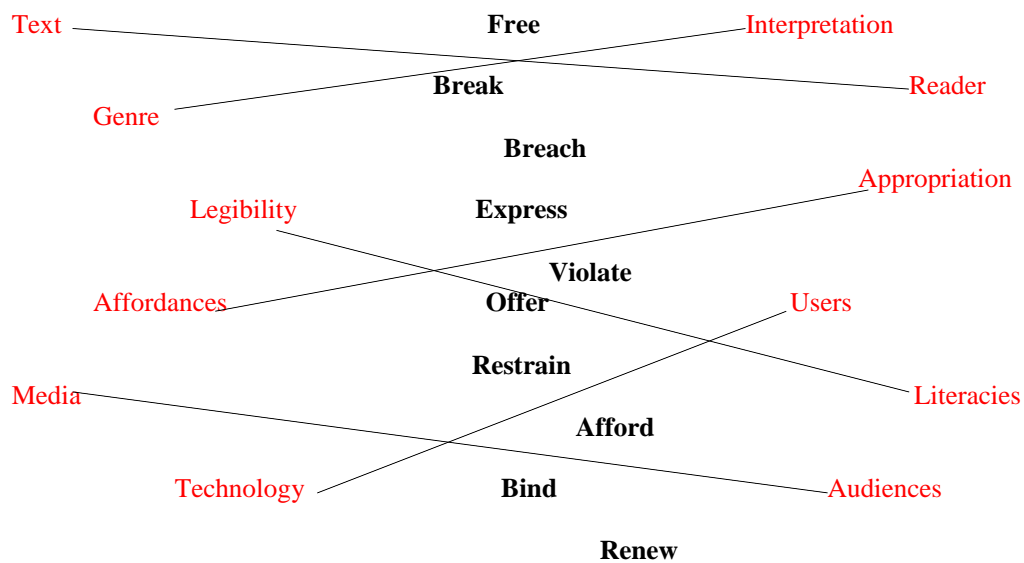 Text Free Interpretation
Break Reader
Genre
Breach
Appropriation
Legibility Express
Violate
Affordances Offer Users
Restrain
Media Literacies
Afford
Technology Bind Audiences
Renew